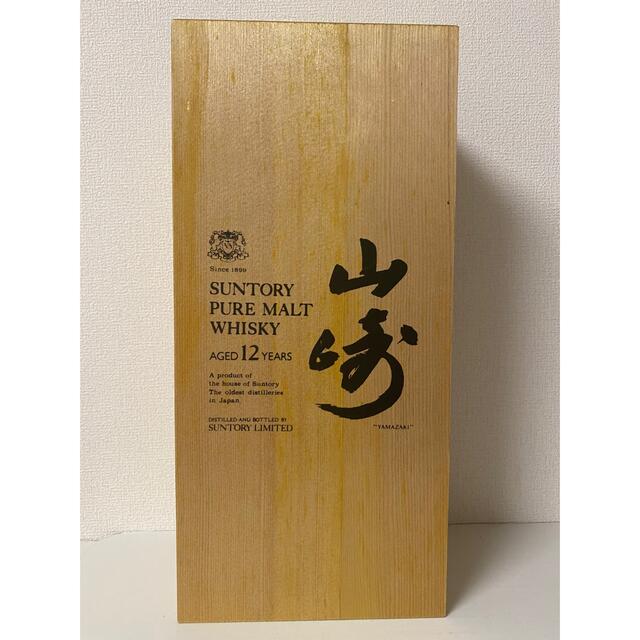 Since 1899
SUNTORY
PURE MALT
WHISKY
AGED 12 YEARS
A product of
the house of Suntory
The oldest distilleries
in Japan.
DISTILLED AND BOTTLED BY
SUNTORY LIMITED
山崎
"YAMAZAKI"